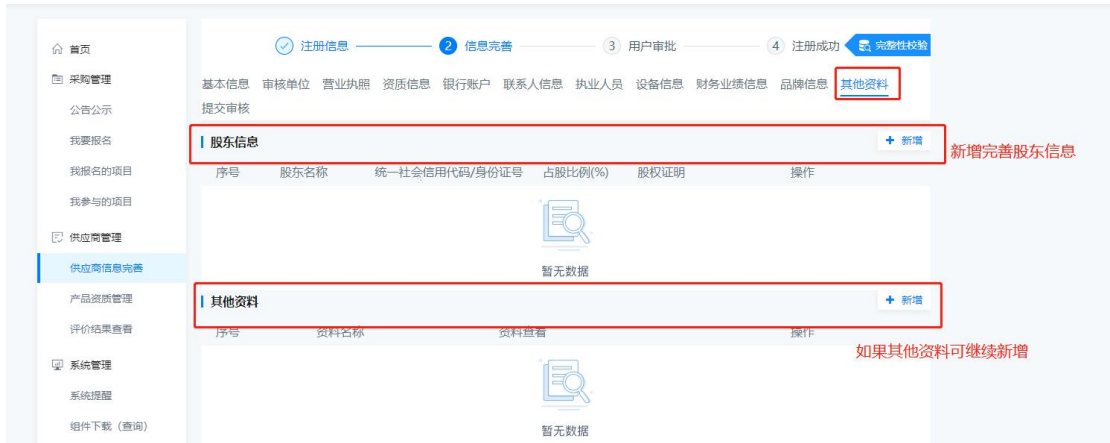 首页
采购管理
公告公示
我要报名
我报名的项目
我参与的项目
供应商管理
供应商信息完善
产品资质管理
评价结果查看
系统管理
系统提醒
组件下载（查询）
注册信息 2 信息完善 3 用户审批 4 注册成功 完整性校验
基本信息 审核单位 营业执照 资质信息 银行账户 联系人信息 执业人员 设备信息 财务业绩信息 品牌信息 其他资料
提交审核
股东信息 + 新增
新增完善股东信息
序号 股东名称 统一社会信用代码/身份证号 占股比例(%) 股权证明 操作
暂无数据
其他资料 + 新增
序号 资料名称 资料查看 操作
如果其他资料可继续新增
暂无数据